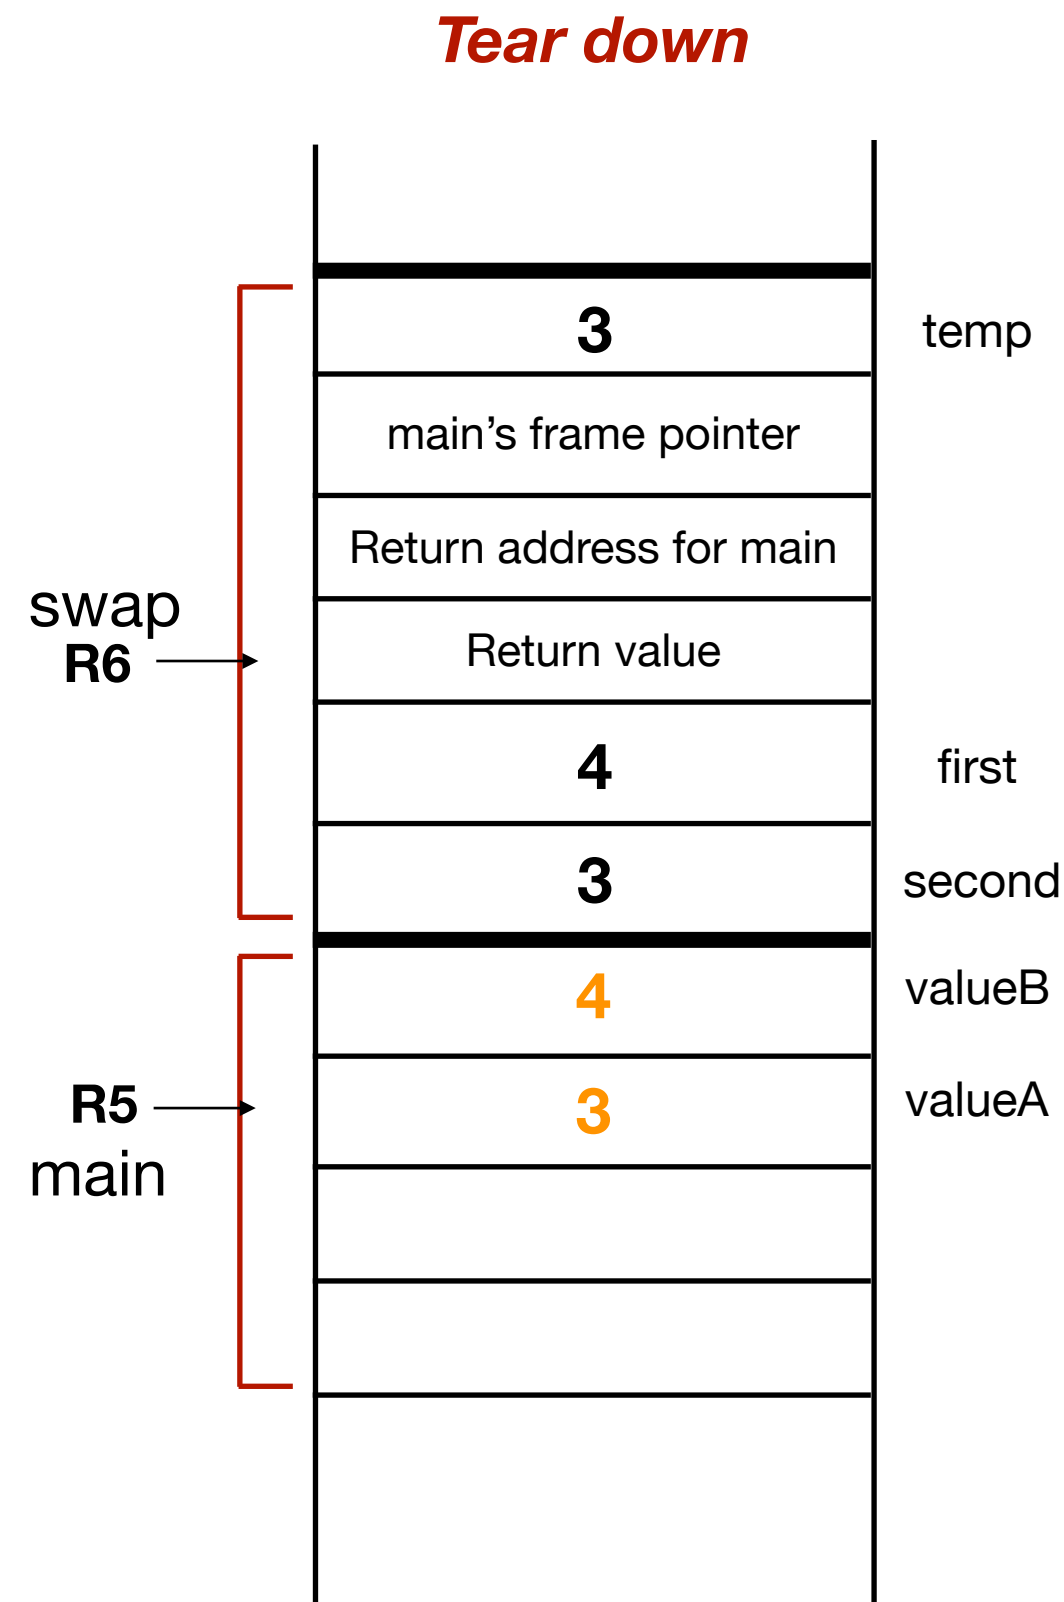 Tear down
3
temp
main’s frame pointer
Return address for main
swap
R6
Return value
4
first
3
second
4
valueB
R5
3
valueA
main